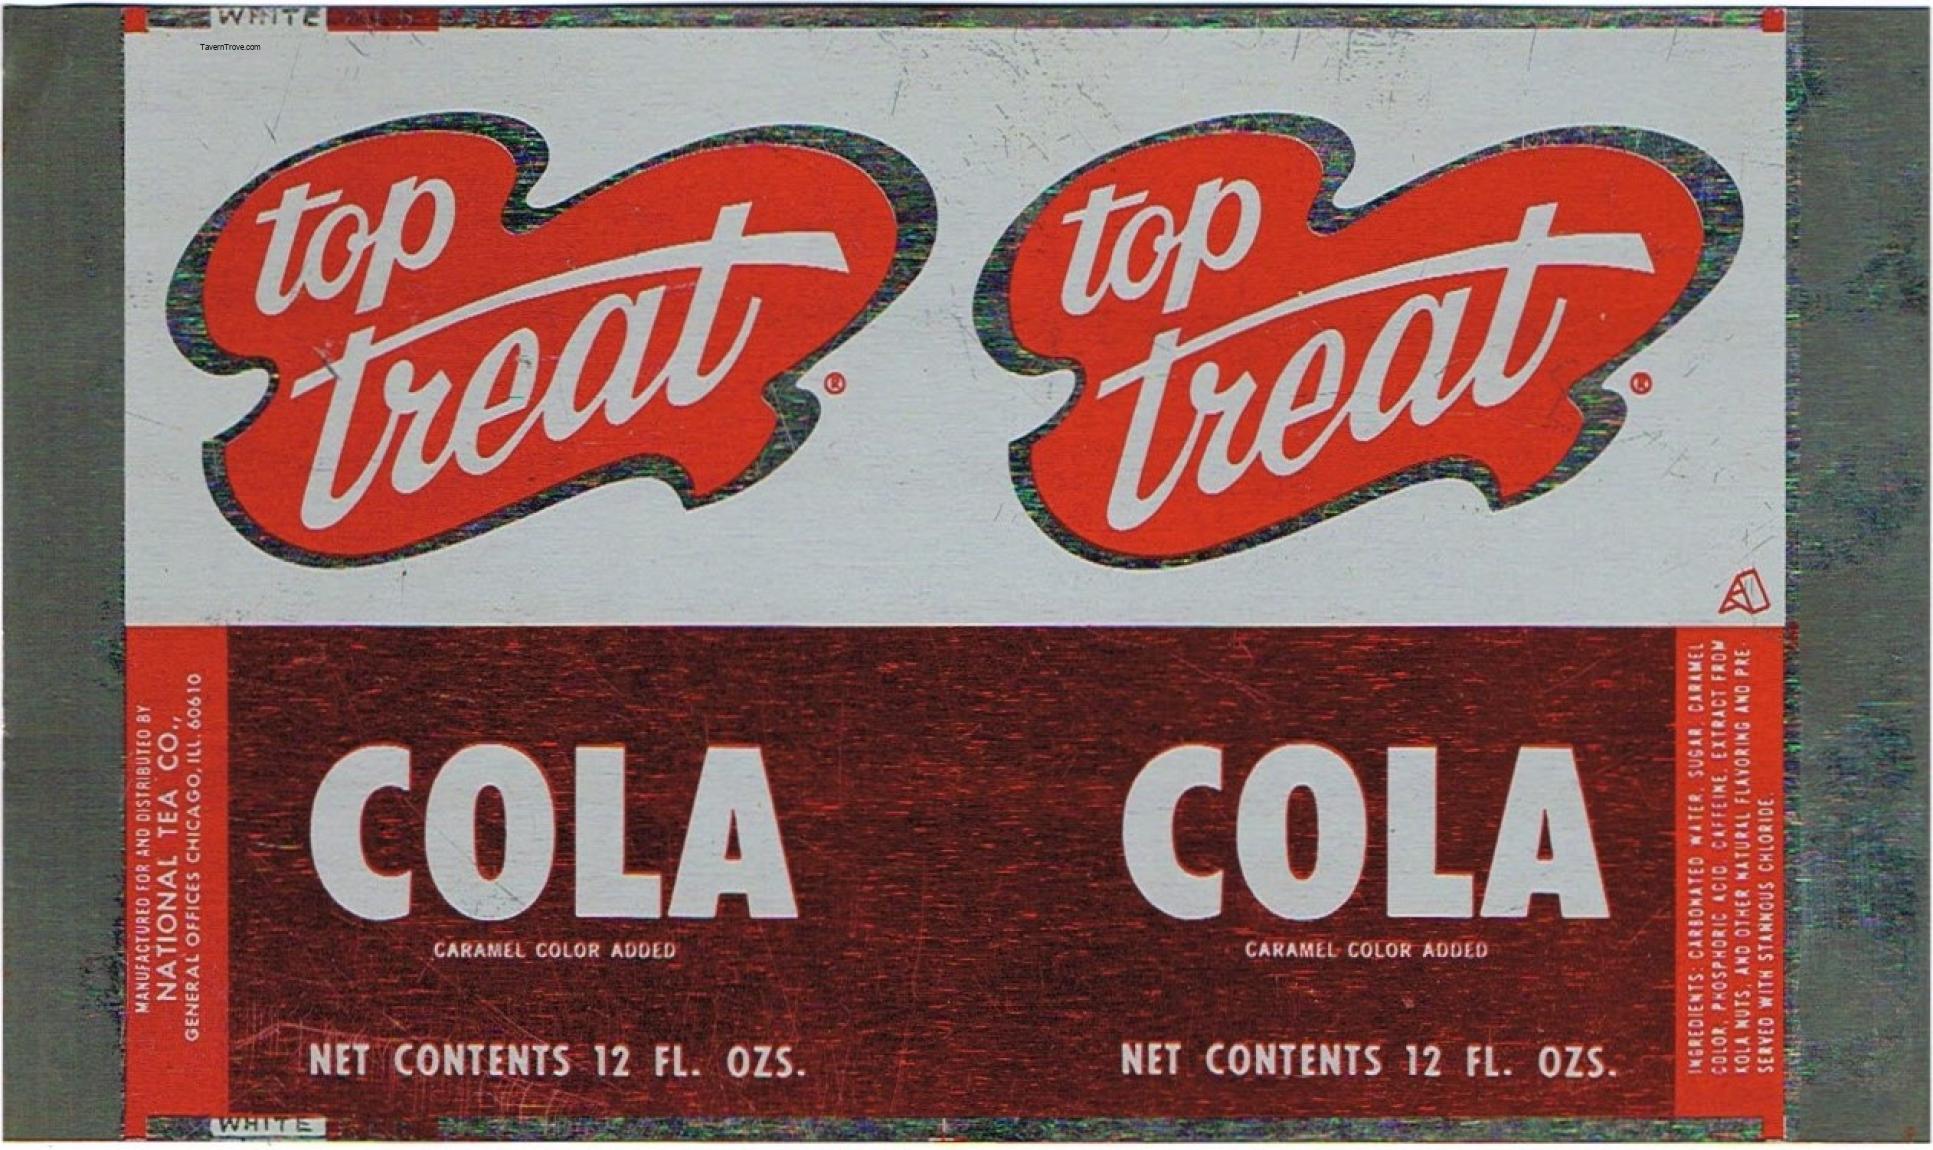 WHITE
TavernTrove.com
top
treat
®
top
treat
®
MANUFACTURED FOR AND DISTRIBUTED BY
NATIONAL TEA CO.,
GENERAL OFFICES CHICAGO, ILL. 60610
COLA
CARAMEL COLOR ADDED
NET CONTENTS 12 FL. OZS.
COLA
CARAMEL COLOR ADDED
NET CONTENTS 12 FL. OZS.
INGREDIENTS: CARBONATED WATER, SUGAR, CARAMEL
COLOR, PHOSPHORIC ACID, CAFFEINE, EXTRACT FROM
KOLA NUTS, AND OTHER NATURAL FLAVORING AND PRE-
SERVED WITH STANNOUS CHLORIDE.
WHITE